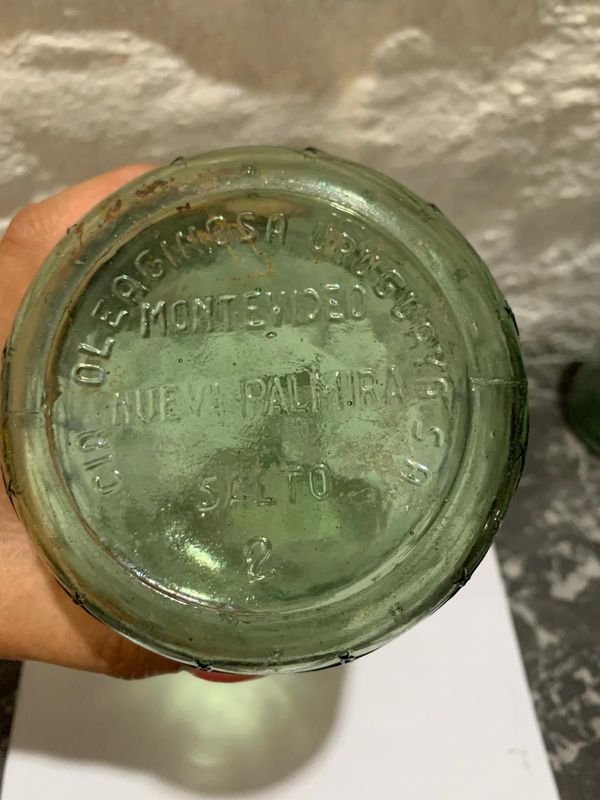 CIA OLEAGINOSA URUGUAYA S A
MONTEVIDEO
NUEVA PALMIRA
SALTO
2